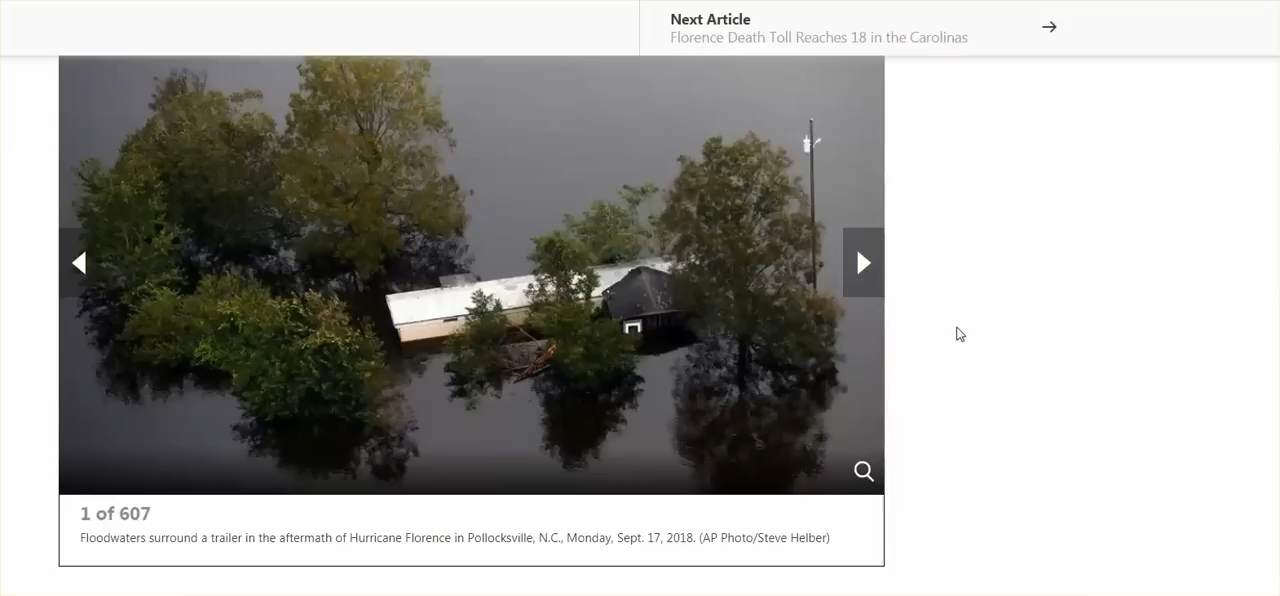 Next Article
Florence Death Toll Reaches 18 in the Carolinas
1 of 607
Floodwaters surround a trailer in the aftermath of Hurricane Florence in Pollocksville, N.C., Monday, Sept. 17, 2018. (AP Photo/Steve Helber)